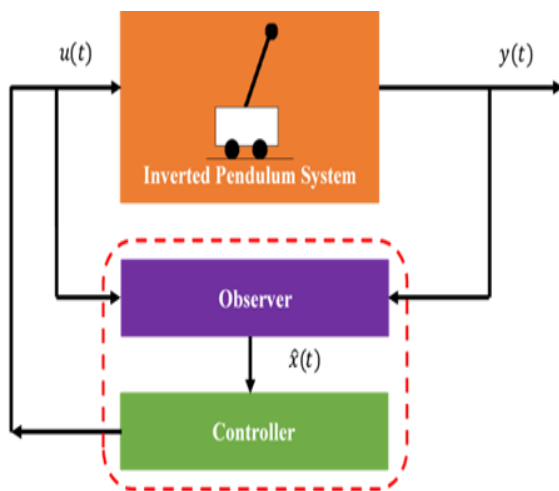 u(t)
y(t)
Inverted Pendulum System
Observer
x̂(t)
Controller